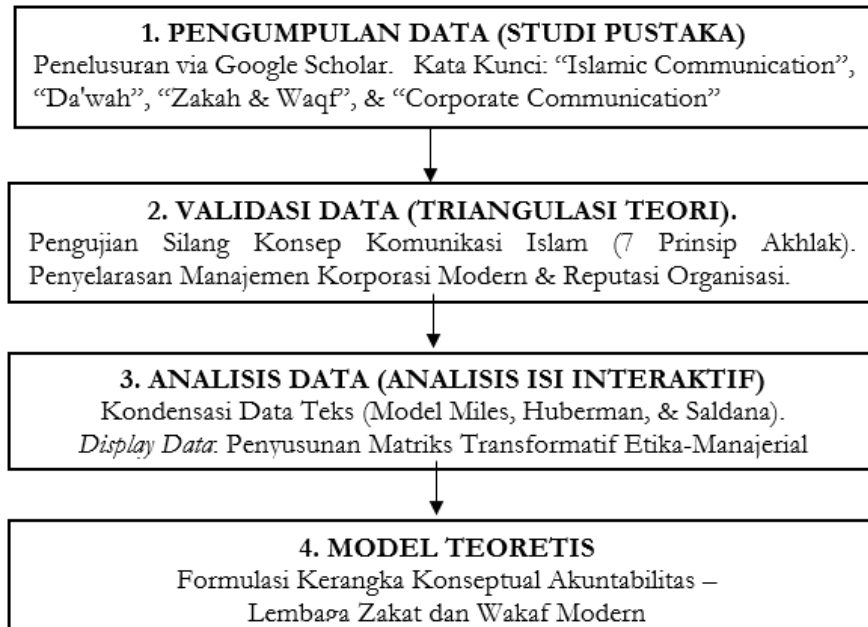 1. PENGUMPULAN DATA (STUDI PUSTAKA)
Penelusuran via Google Scholar. Kata Kunci: “Islamic Communication”,
“Da'wah”, “Zakah & Waqf”, & “Corporate Communication”
2. VALIDASI DATA (TRIANGULASI TEORI).
Pengujian Silang Konsep Komunikasi Islam (7 Prinsip Akhlak).
Penyelarasan Manajemen Korporasi Modern & Reputasi Organisasi.
3. ANALISIS DATA (ANALISIS ISI INTERAKTIF)
Kondensasi Data Teks (Model Miles, Huberman, & Saldana).
Display Data: Penyusunan Matriks Transformatif Etika-Manajerial
4. MODEL TEORETIS
Formulasi Kerangka Konseptual Akuntabilitas –
Lembaga Zakat dan Wakaf Modern